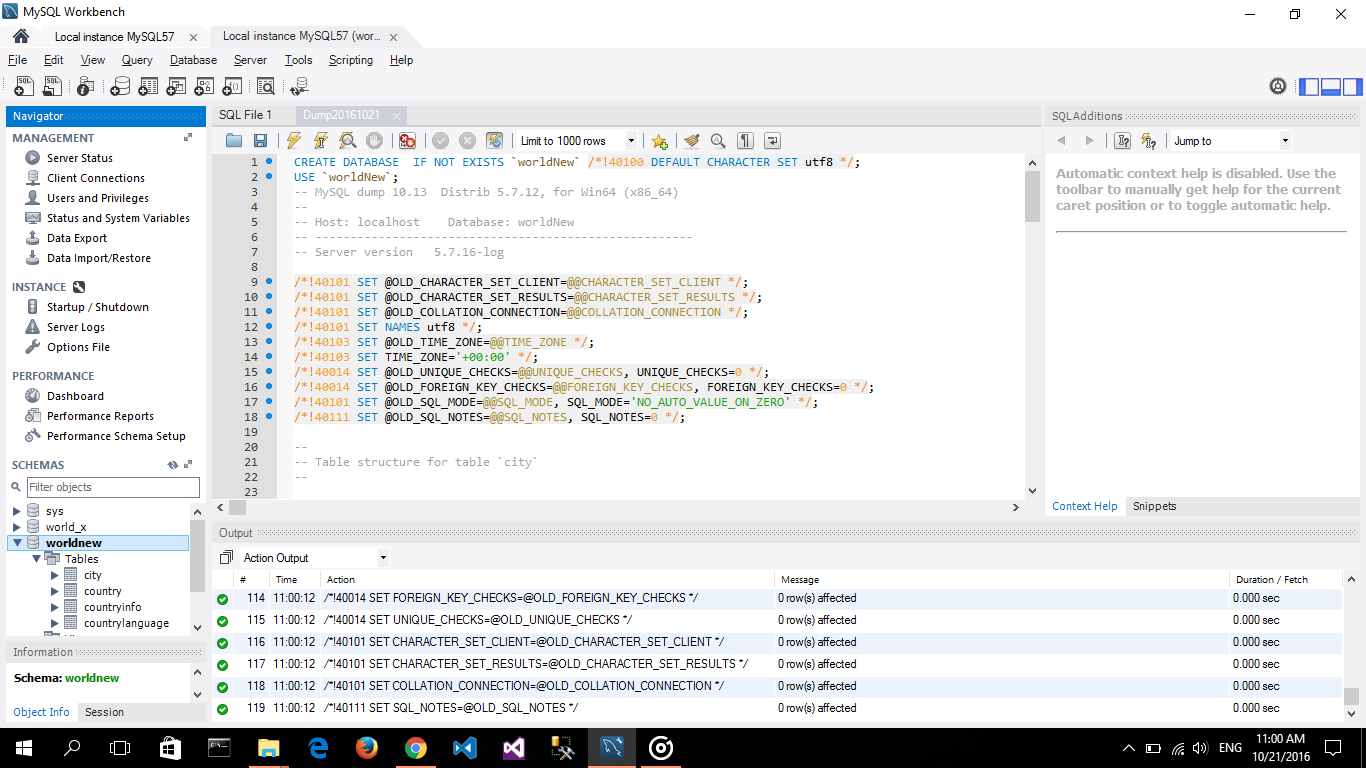 MySQL Workbench
Local instance MySQL57
Local instance MySQL57 (wor...
File Edit View Query Database Server Tools Scripting Help
Navigator
MANAGEMENT
Server Status
Client Connections
Users and Privileges
Status and System Variables
Data Export
Data Import/Restore
INSTANCE
Startup / Shutdown
Server Logs
Options File
PERFORMANCE
Dashboard
Performance Reports
Performance Schema Setup
SCHEMAS
Filter objects
sys
world_x
worldnew
Tables
city
country
countryinfo
countrylanguage
Information
Schema: worldnew
Object Info Session
SQL File 1 Dump20161021
Limit to 1000 rows
1 CREATE DATABASE  IF NOT EXISTS `worldNew` /*!40100 DEFAULT CHARACTER SET utf8 */;
2 USE `worldNew`;
3 -- MySQL dump 10.13  Distrib 5.7.12, for Win64 (x86_64)
4 --
5 -- Host: localhost    Database: worldNew
6 -- ------------------------------------------------------
7 -- Server version   5.7.16-log
8
9 /*!40101 SET @OLD_CHARACTER_SET_CLIENT=@@CHARACTER_SET_CLIENT */;
10 /*!40101 SET @OLD_CHARACTER_SET_RESULTS=@@CHARACTER_SET_RESULTS */;
11 /*!40101 SET @OLD_COLLATION_CONNECTION=@@COLLATION_CONNECTION */;
12 /*!40101 SET NAMES utf8 */;
13 /*!40103 SET @OLD_TIME_ZONE=@@TIME_ZONE */;
14 /*!40103 SET TIME_ZONE='+00:00' */;
15 /*!40014 SET @OLD_UNIQUE_CHECKS=@@UNIQUE_CHECKS, UNIQUE_CHECKS=0 */;
16 /*!40014 SET @OLD_FOREIGN_KEY_CHECKS=@@FOREIGN_KEY_CHECKS, FOREIGN_KEY_CHECKS=0 */;
17 /*!40101 SET @OLD_SQL_MODE=@@SQL_MODE, SQL_MODE='NO_AUTO_VALUE_ON_ZERO' */;
18 /*!40111 SET @OLD_SQL_NOTES=@@SQL_NOTES, SQL_NOTES=0 */;
19
20 --
21 -- Table structure for table `city`
22 --
23
SQLAdditions
Jump to
Automatic context help is disabled. Use the
toolbar to manually get help for the current
caret position or to toggle automatic help.
Context Help Snippets
Output
Action Output
# Time Action Message Duration / Fetch
114 11:00:12 /*!40014 SET FOREIGN_KEY_CHECKS=@OLD_FOREIGN_KEY_CHECKS */ 0 row(s) affected 0.000 sec
115 11:00:12 /*!40014 SET UNIQUE_CHECKS=@OLD_UNIQUE_CHECKS */ 0 row(s) affected 0.000 sec
116 11:00:12 /*!40101 SET CHARACTER_SET_CLIENT=@OLD_CHARACTER_SET_CLIENT */ 0 row(s) affected 0.000 sec
117 11:00:12 /*!40101 SET CHARACTER_SET_RESULTS=@OLD_CHARACTER_SET_RESULTS */ 0 row(s) affected 0.000 sec
118 11:00:12 /*!40101 SET COLLATION_CONNECTION=@OLD_COLLATION_CONNECTION */ 0 row(s) affected 0.000 sec
119 11:00:12 /*!40111 SET SQL_NOTES=@OLD_SQL_NOTES */ 0 row(s) affected 0.000 sec
ENG
11:00 AM
10/21/2016